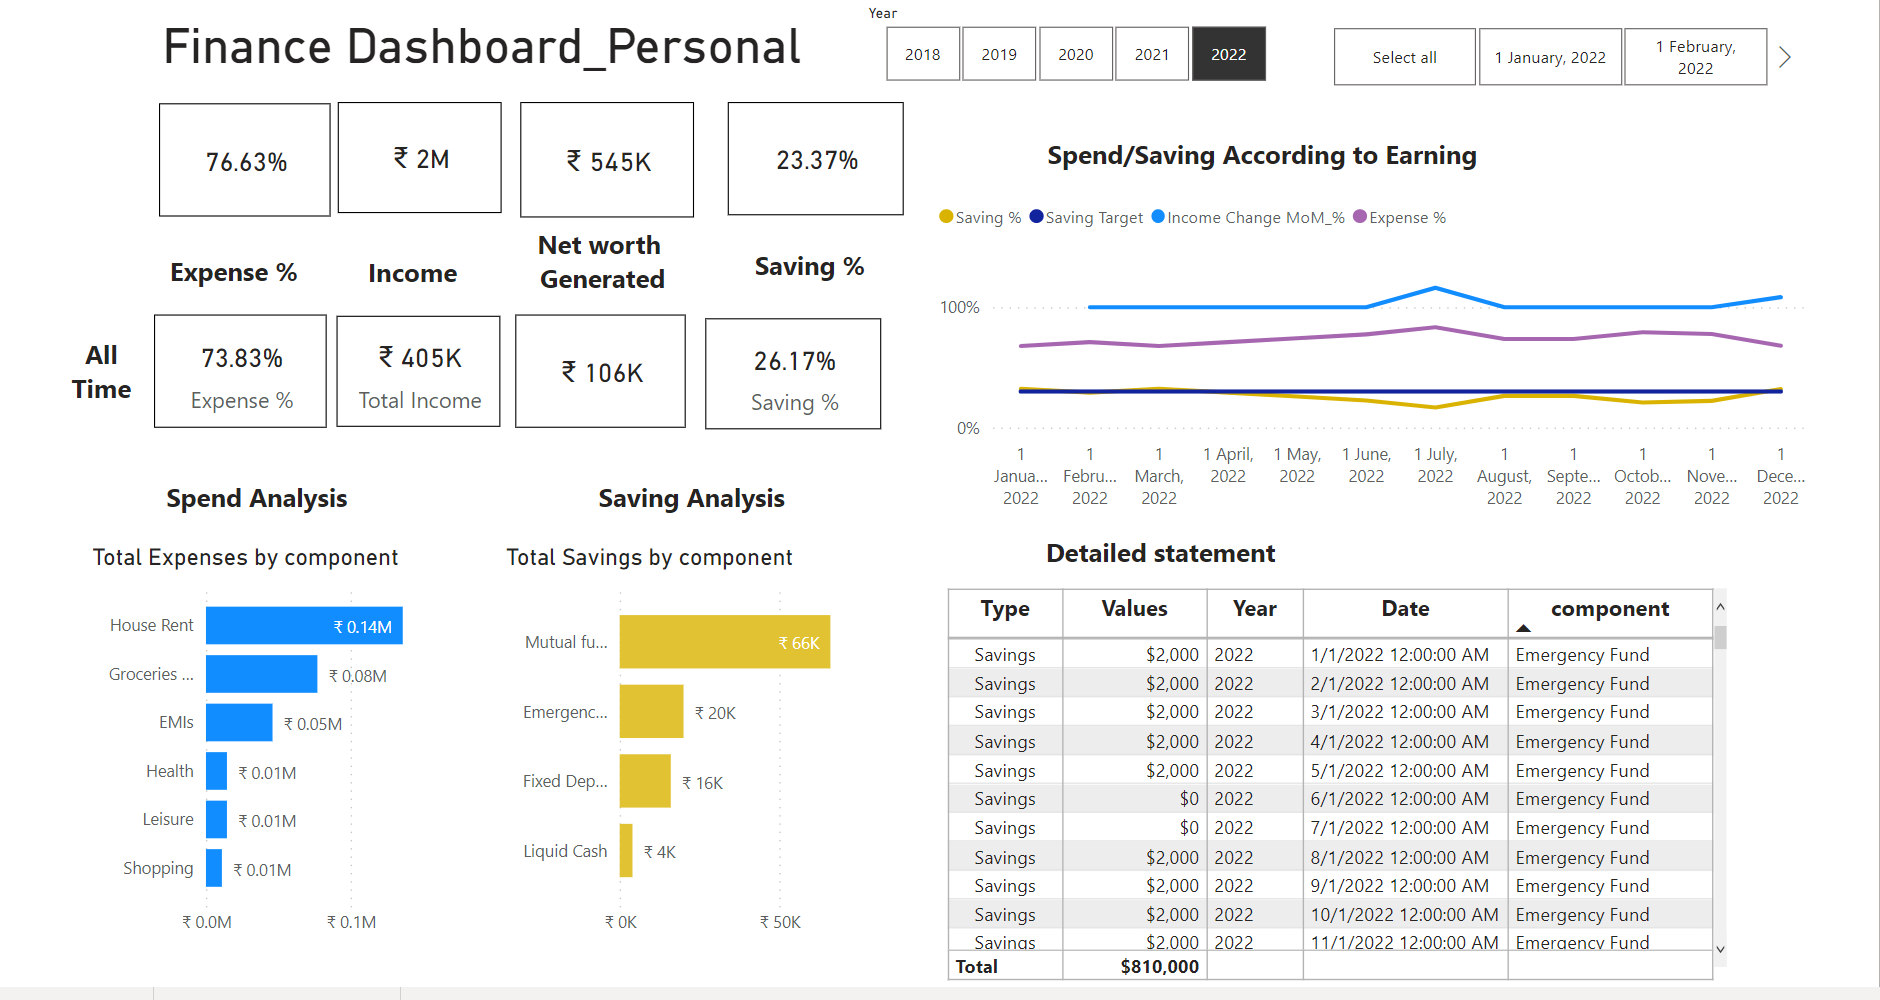 Finance Dashboard_Personal
Year
2018
2019
2020
2021
2022
Select all
1 January, 2022
1 February,
2022
76.63%
₹ 2M
₹ 545K
23.37%
Expense %
Income
Net worth
Generated
Saving %
All
Time
73.83%
Expense %
₹ 405K
Total Income
₹ 106K
26.17%
Saving %
Spend/Saving According to Earning
Saving % Saving Target Income Change MoM_% Expense %
100%
0%
1
Janua...
2022
1
Febru...
2022
1
March,
2022
1 April,
2022
1 May,
2022
1 June,
2022
1 July,
2022
1
August,
2022
1
Septe...
2022
1
Octob...
2022
1
Nove...
2022
1
Dece...
2022
Spend Analysis
Total Expenses by component
House Rent ₹ 0.14M
Groceries ... ₹ 0.08M
EMIs ₹ 0.05M
Health ₹ 0.01M
Leisure ₹ 0.01M
Shopping ₹ 0.01M
₹ 0.0M ₹ 0.1M
Saving Analysis
Total Savings by component
Mutual fu... ₹ 66K
Emergenc... ₹ 20K
Fixed Dep... ₹ 16K
Liquid Cash ₹ 4K
₹ 0K ₹ 50K
Detailed statement
Type Values Year Date component
Savings $2,000 2022 1/1/2022 12:00:00 AM Emergency Fund
Savings $2,000 2022 2/1/2022 12:00:00 AM Emergency Fund
Savings $2,000 2022 3/1/2022 12:00:00 AM Emergency Fund
Savings $2,000 2022 4/1/2022 12:00:00 AM Emergency Fund
Savings $2,000 2022 5/1/2022 12:00:00 AM Emergency Fund
Savings $0 2022 6/1/2022 12:00:00 AM Emergency Fund
Savings $0 2022 7/1/2022 12:00:00 AM Emergency Fund
Savings $2,000 2022 8/1/2022 12:00:00 AM Emergency Fund
Savings $2,000 2022 9/1/2022 12:00:00 AM Emergency Fund
Savings $2,000 2022 10/1/2022 12:00:00 AM Emergency Fund
Savings $2,000 2022 11/1/2022 12:00:00 AM Emergency Fund
Total $810,000